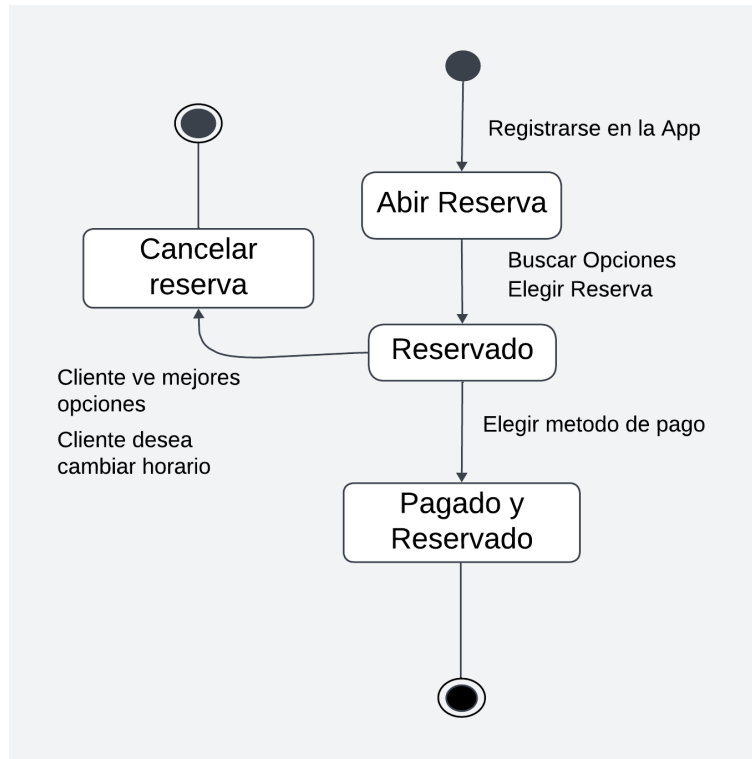 Registrarse en la App
Abir Reserva
Buscar Opciones
Elegir Reserva
Cancelar
reserva
Reservado
Cliente ve mejores
opciones
Cliente desea
cambiar horario
Elegir metodo de pago
Pagado y
Reservado